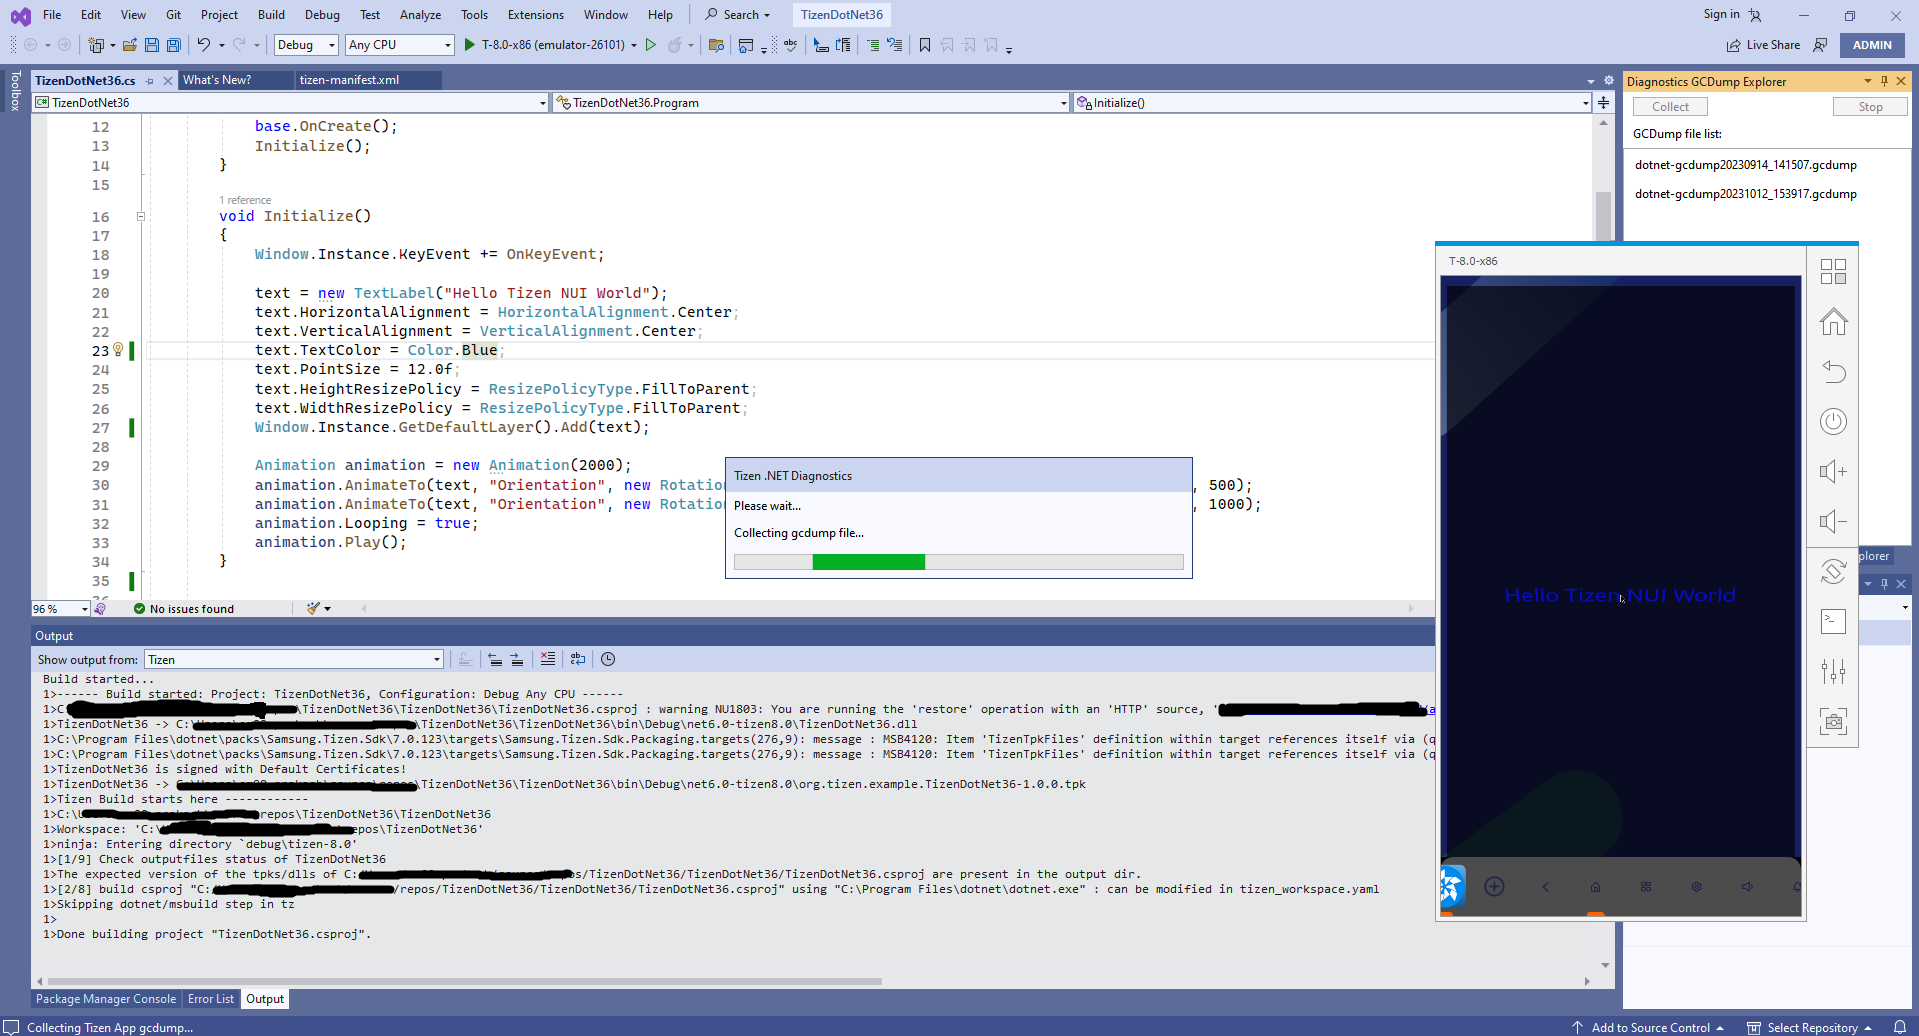 File Edit View Git Project Build Debug Test Analyze Tools Extensions Window Help Search TizenDotNet36 Sign in
Debug Any CPU T-8.0-x86 (emulator-26101) Live Share ADMIN
Toolbox
TizenDotNet36.cs What's New? tizen-manifest.xml
TizenDotNet36 TizenDotNet36.Program Initialize()
12 base.OnCreate();
13 Initialize();
14 }
15
1 reference
16 void Initialize()
17 {
18 Window.Instance.KeyEvent += OnKeyEvent;
19
20 text = new TextLabel("Hello Tizen NUI World");
21 text.HorizontalAlignment = HorizontalAlignment.Center;
22 text.VerticalAlignment = VerticalAlignment.Center;
23 text.TextColor = Color.Blue;
24 text.PointSize = 12.0f;
25 text.HeightResizePolicy = ResizePolicyType.FillToParent;
26 text.WidthResizePolicy = ResizePolicyType.FillToParent;
27 Window.Instance.GetDefaultLayer().Add(text);
28
29 Animation animation = new Animation(2000);
30 animation.AnimateTo(text, "Orientation", new Rotatio , 500);
31 animation.AnimateTo(text, "Orientation", new Rotatio , 1000);
32 animation.Looping = true;
33 animation.Play();
34 }
35
96 % No issues found
Tizen .NET Diagnostics
Please wait...
Collecting gcdump file...
Diagnostics GCDump Explorer
Collect Stop
GCDump file list:
dotnet-gcdump20230914_141507.gcdump
dotnet-gcdump20231012_153917.gcdump
T-8.0-x86
Hello Tizen NUI World
plorer
Output
Show output from: Tizen
Build started...
1>------ Build started: Project: TizenDotNet36, Configuration: Debug Any CPU ------
1>C \TizenDotNet36\TizenDotNet36\TizenDotNet36.csproj : warning NU1803: You are running the 'restore' operation with an 'HTTP' source, '
1>TizenDotNet36 -> C: \TizenDotNet36\TizenDotNet36\bin\Debug\net6.0-tizen8.0\TizenDotNet36.dll
1>C:\Program Files\dotnet\packs\Samsung.Tizen.Sdk\7.0.123\targets\Samsung.Tizen.Sdk.Packaging.targets(276,9): message : MSB4120: Item 'TizenTpkFiles' definition within target references itself via (q
1>C:\Program Files\dotnet\packs\Samsung.Tizen.Sdk\7.0.123\targets\Samsung.Tizen.Sdk.Packaging.targets(276,9): message : MSB4120: Item 'TizenTpkFiles' definition within target references itself via (q
1>TizenDotNet36 is signed with Default Certificates!
1>TizenDotNet36 -> \TizenDotNet36\TizenDotNet36\bin\Debug\net6.0-tizen8.0\org.tizen.example.TizenDotNet36-1.0.0.tpk
1>Tizen Build starts here ------------
1>C:\ repos\TizenDotNet36\TizenDotNet36
1>Workspace: 'C:\ epos\TizenDotNet36'
1>ninja: Entering directory `debug\tizen-8.0'
1>[1/9] Check outputfiles status of TizenDotNet36
1>The expected version of the tpks/dlls of C: os/TizenDotNet36/TizenDotNet36/TizenDotNet36.csproj are present in the output dir.
1>[2/8] build csproj "C: /repos/TizenDotNet36/TizenDotNet36/TizenDotNet36.csproj" using "C:\Program Files\dotnet\dotnet.exe" : can be modified in tizen_workspace.yaml
1>Skipping dotnet/msbuild step in tz
1>
1>Done building project "TizenDotNet36.csproj".
Package Manager Console Error List Output
Collecting Tizen App gcdump... Add to Source Control Select Repository